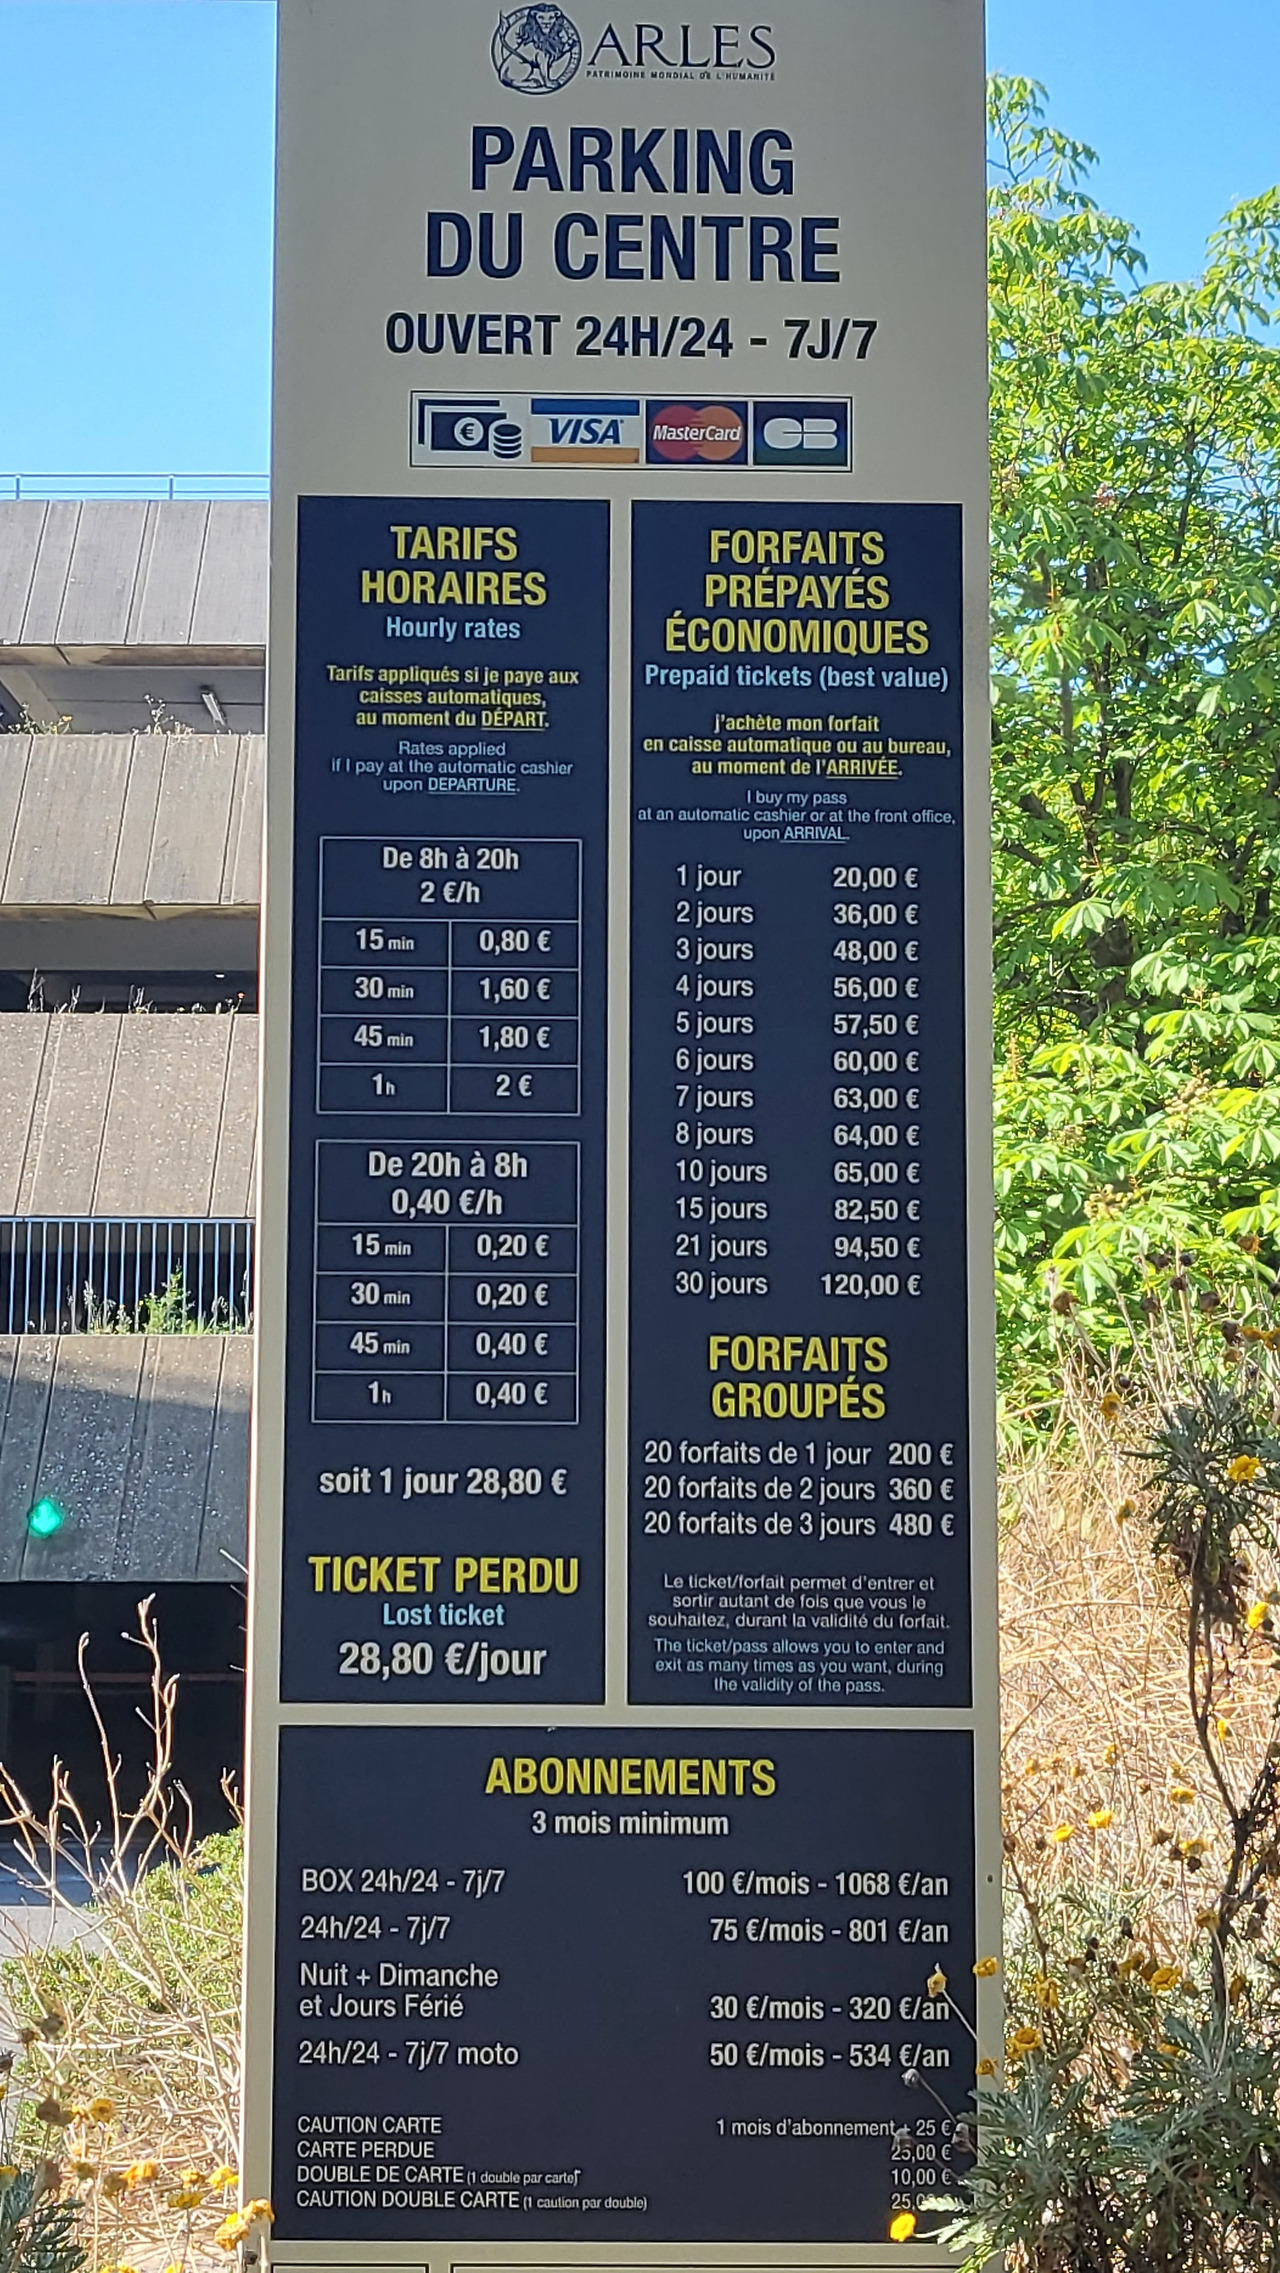 ARLES
PATRIMOINE MONDIAL DE L'HUMANITÉ
PARKING
DU CENTRE
OUVERT 24H/24 - 7J/7
€ VISA MasterCard CB
TARIFS
HORAIRES
Hourly rates
Tarifs appliqués si je paye aux
caisses automatiques,
au moment du DÉPART.
Rates applied
if I pay at the automatic cashier
upon DEPARTURE.
De 8h à 20h
2 €/h
15 min 0,80 €
30 min 1,60 €
45 min 1,80 €
1h 2 €
De 20h à 8h
0,40 €/h
15 min 0,20 €
30 min 0,20 €
45 min 0,40 €
1h 0,40 €
soit 1 jour 28,80 €
TICKET PERDU
Lost ticket
28,80 €/jour
FORFAITS
PRÉPAYÉS
ÉCONOMIQUES
Prepaid tickets (best value)
j'achète mon forfait
en caisse automatique ou au bureau,
au moment de l'ARRIVÉE.
I buy my pass
at an automatic cashier or at the front office,
upon ARRIVAL.
1 jour 20,00 €
2 jours 36,00 €
3 jours 48,00 €
4 jours 56,00 €
5 jours 57,50 €
6 jours 60,00 €
7 jours 63,00 €
8 jours 64,00 €
10 jours 65,00 €
15 jours 82,50 €
21 jours 94,50 €
30 jours 120,00 €
FORFAITS
GROUPÉS
20 forfaits de 1 jour 200 €
20 forfaits de 2 jours 360 €
20 forfaits de 3 jours 480 €
Le ticket/forfait permet d'entrer et
sortir autant de fois que vous le
souhaitez, durant la validité du forfait.
The ticket/pass allows you to enter and
exit as many times as you want, during
the validity of the pass.
ABONNEMENTS
3 mois minimum
BOX 24h/24 - 7j/7 100 €/mois - 1068 €/an
24h/24 - 7j/7 75 €/mois - 801 €/an
Nuit + Dimanche
et Jours Férié 30 €/mois - 320 €/an
24h/24 - 7j/7 moto 50 €/mois - 534 €/an
CAUTION CARTE 1 mois d'abonnement + 25 €
CARTE PERDUE 25,00 €
DOUBLE DE CARTE (1 double par carte) 10,00 €
CAUTION DOUBLE CARTE (1 caution par double)